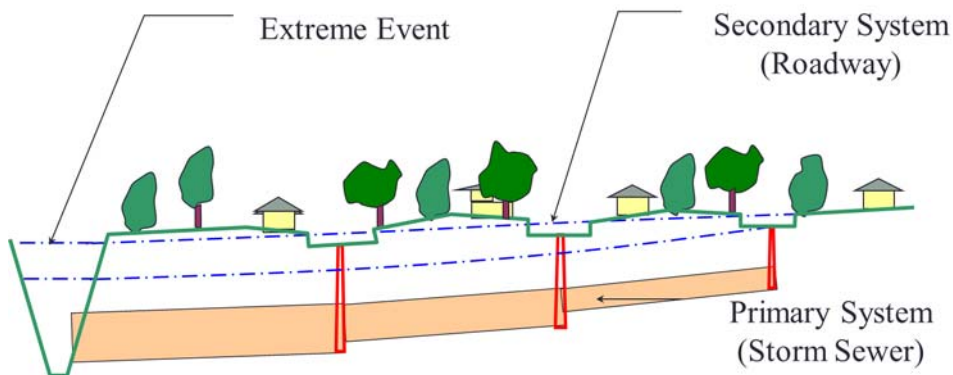 Extreme Event
Secondary System
(Roadway)
Primary System
(Storm Sewer)